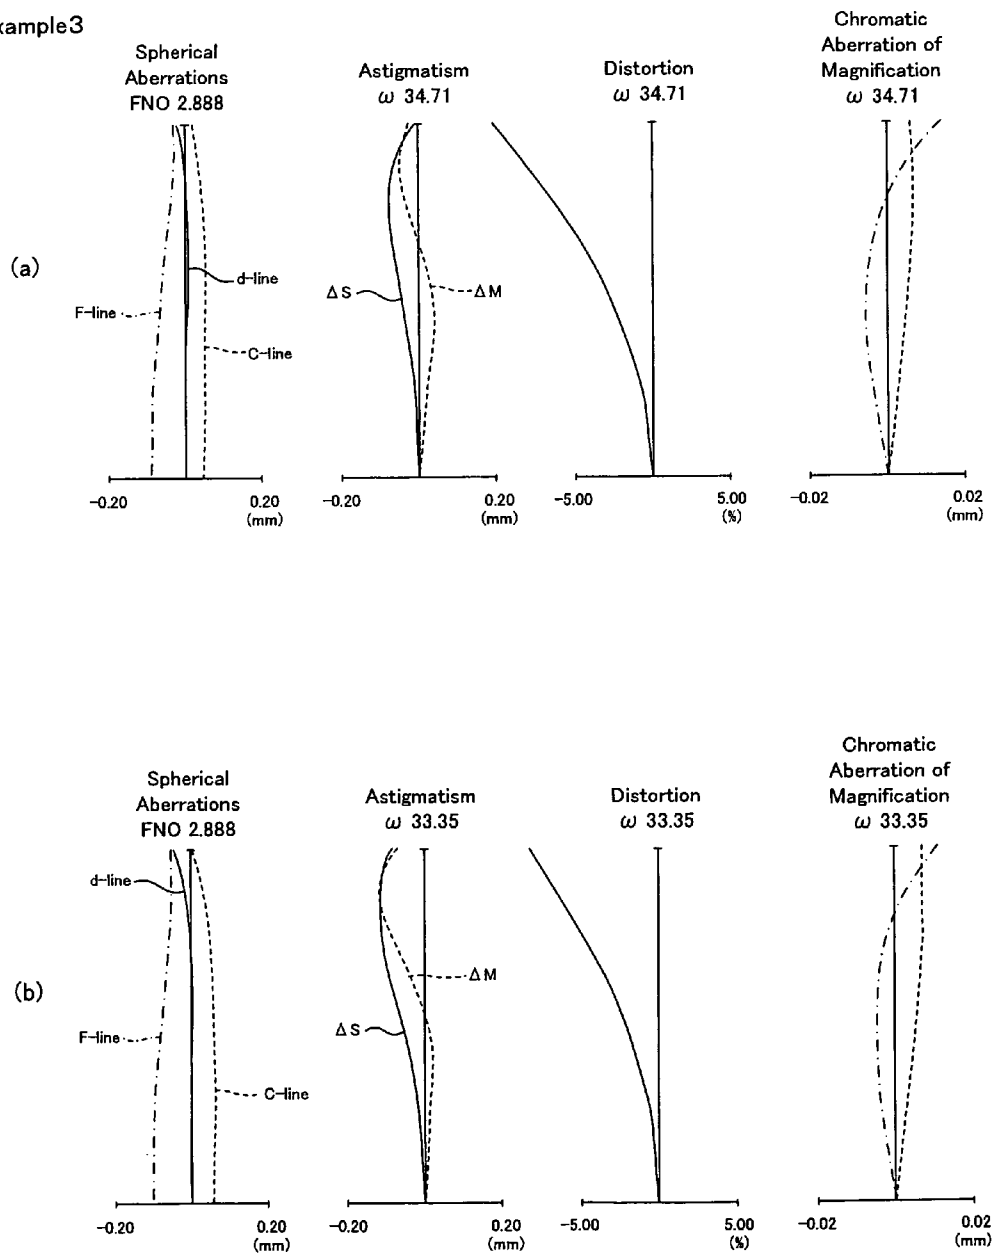 xample3
Spherical
Aberrations
FNO 2.888
Astigmatism
ω 34.71
Distortion
ω 34.71
Chromatic
Aberration of
Magnification
ω 34.71
(a)
d-line
F-line
C-line
ΔS
ΔM
-0.20
0.20
(mm)
-0.20
0.20
(mm)
-5.00
5.00
(%)
-0.02
0.02
(mm)
Spherical
Aberrations
FNO 2.888
Astigmatism
ω 33.35
Distortion
ω 33.35
Chromatic
Aberration of
Magnification
ω 33.35
(b)
d-line
F-line
C-line
ΔM
ΔS
-0.20
0.20
(mm)
-0.20
0.20
(mm)
-5.00
5.00
(%)
-0.02
0.02
(mm)